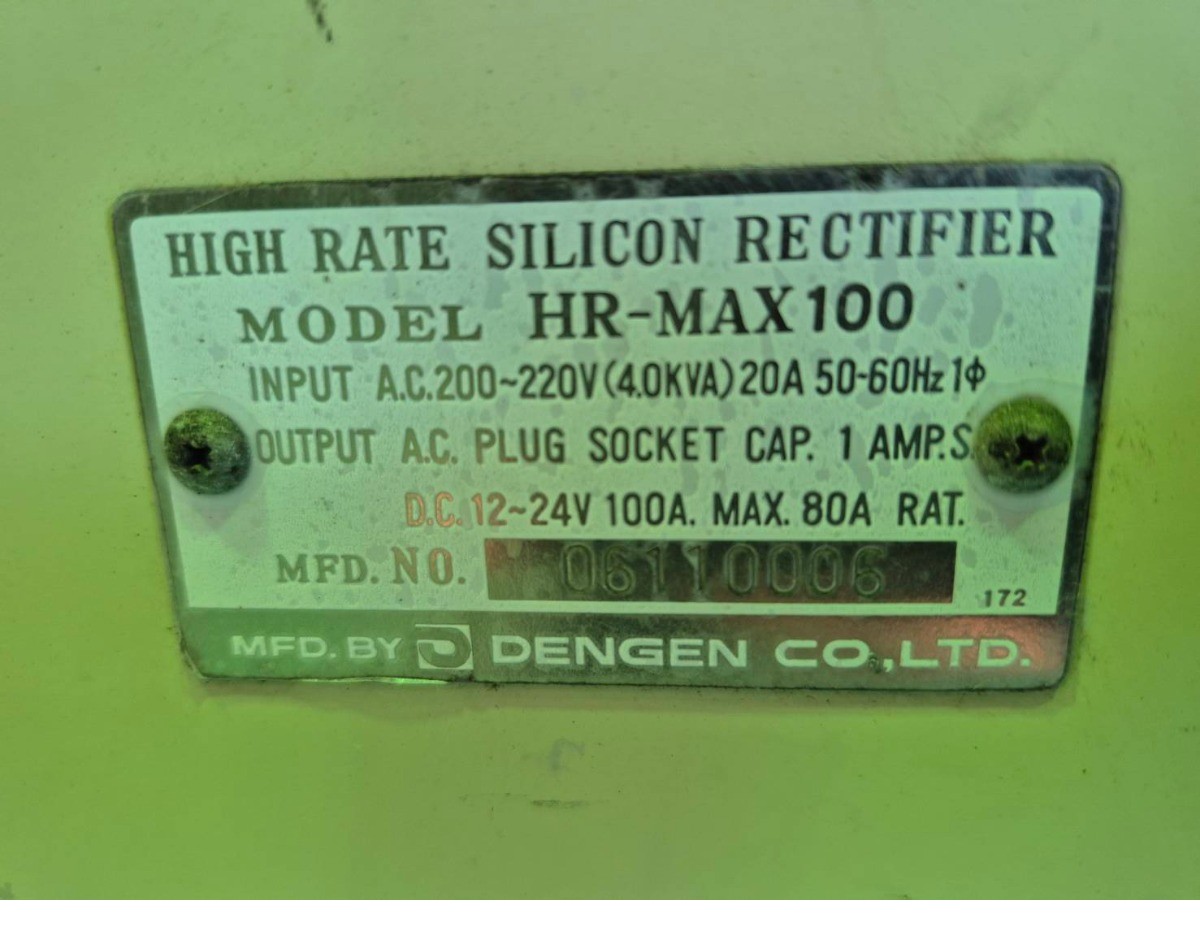 HIGH RATE SILICON RECTIFIER
MODEL HR-MAX100
INPUT A.C.200~220V(4.0KVA)20A 50-60Hz 1ϕ
OUTPUT A.C. PLUG SOCKET CAP. 1 AMP.S.
D.C.12~24V 100A. MAX. 80A RAT.
MFD. NO. 06110006
172
MFD. BY DENGEN CO.,LTD.